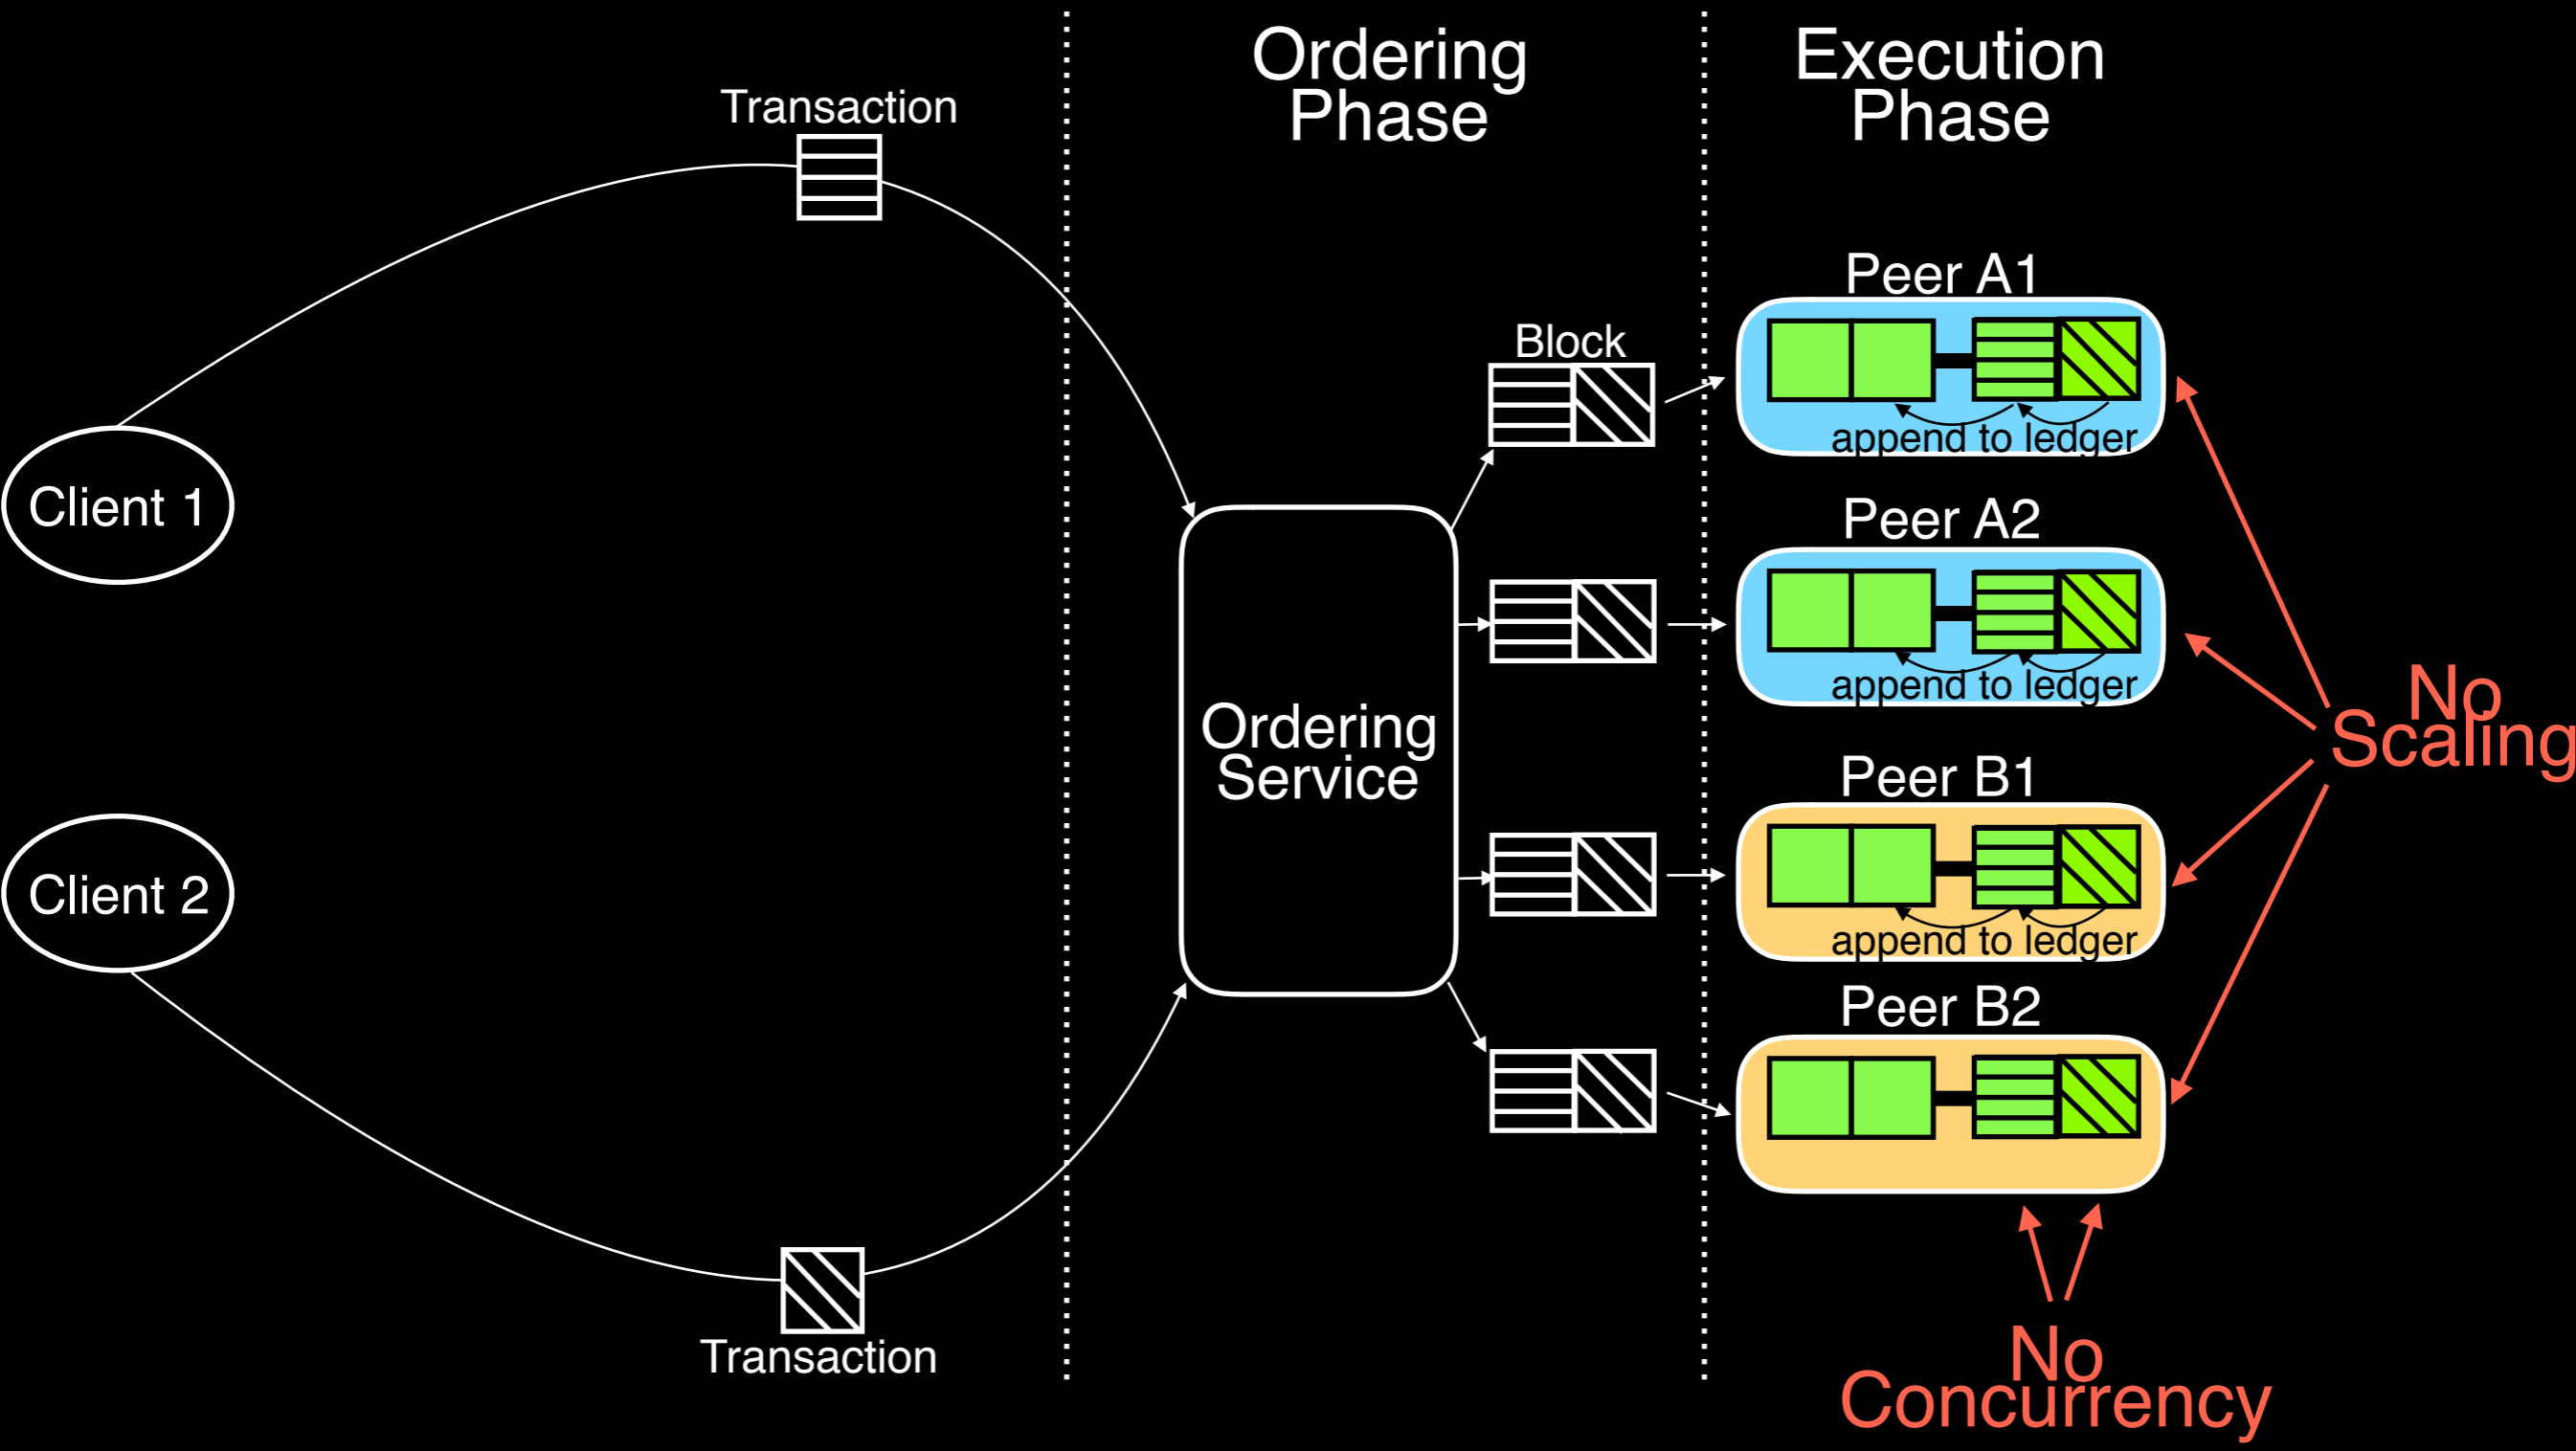 Ordering
Phase
Execution
Phase
Transaction
Peer A1
append to ledger
Block
Client 1
Peer A2
append to ledger
No
Scaling
Ordering
Service
Peer B1
append to ledger
Client 2
Peer B2
Transaction
No
Concurrency